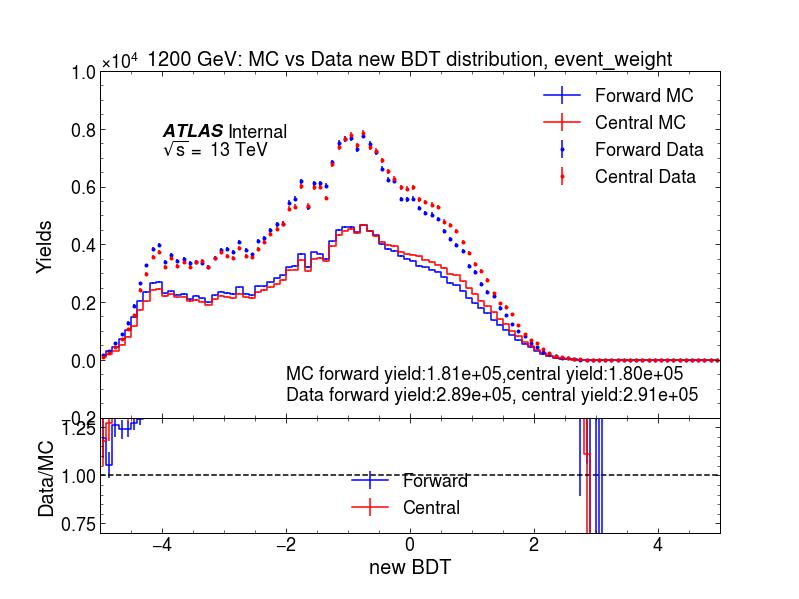 ×10⁴ 1200 GeV: MC vs Data new BDT distribution, event_weight
1.0
0.8
0.6
0.4
0.2
0.0
0.2
Yields
ATLAS Internal
√s = 13 TeV
Forward MC
Central MC
Forward Data
Central Data
MC forward yield:1.81e+05,central yield:1.80e+05
Data forward yield:2.89e+05, central yield:2.91e+05
1.25
1.00
0.75
Data/MC
Forward
Central
−4 −2 0 2 4
new BDT